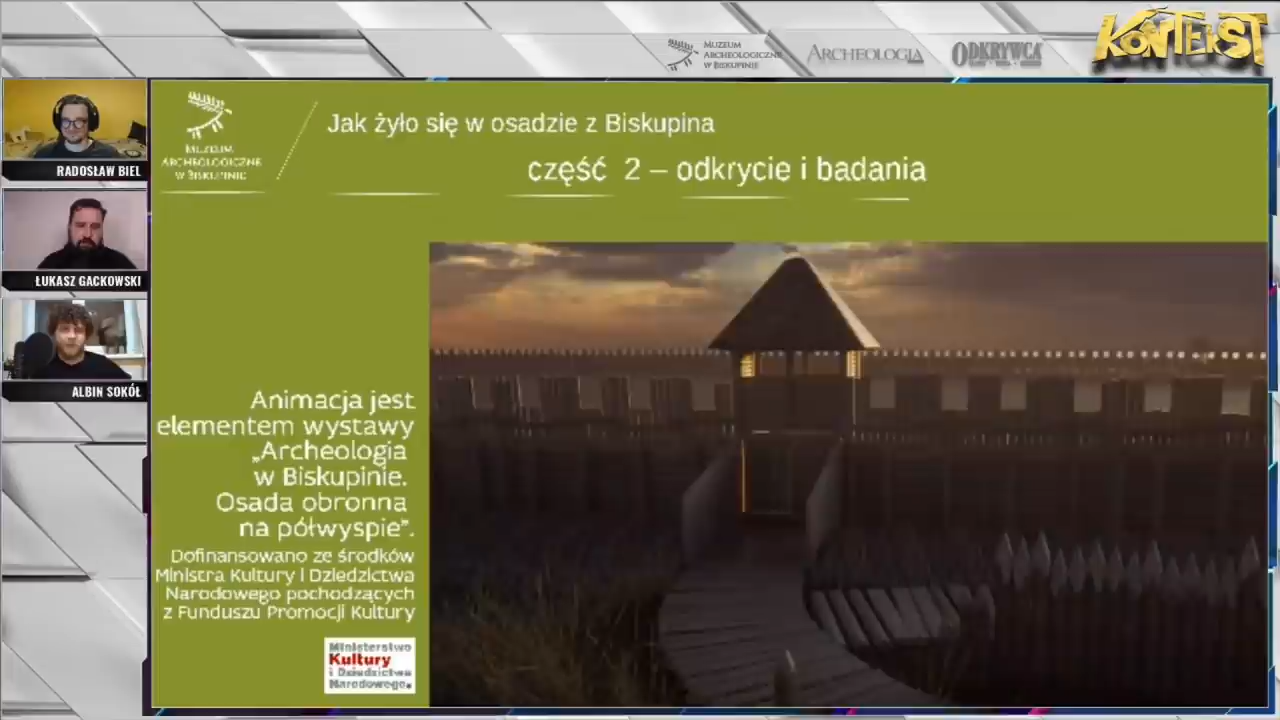 MUZEUM
ARCHEOLOGICZNE
W BISKUPINIE
ARCHEOLOGIA
ODKRYWCA
KONTEKST
RADOSŁAW BIEL
ŁUKASZ GACKOWSKI
ALBIN SOKÓŁ
MUZEUM
ARCHEOLOGICZNE
W BISKUPINIE
Jak żyło się w osadzie z Biskupina
część 2 – odkrycie i badania
Animacja jest
elementem wystawy
„Archeologia
w Biskupinie.
Osada obronna
na półwyspie”.
Dofinansowano ze środków
Ministra Kultury i Dziedzictwa
Narodowego pochodzących
z Funduszu Promocji Kultury
Ministerstwo
Kultury
i Dziedzictwa
Narodowego.